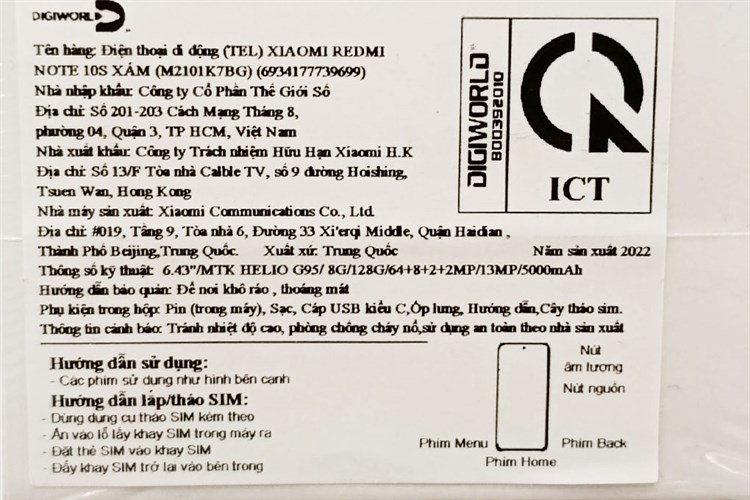 DIGIWORLD
Tên hàng: Điện thoại di động (TEL) XIAOMI REDMI
NOTE 10S XÁM (M2101K7BG) (6934177739699)
Nhà nhập khẩu: Công ty Cổ Phần Thế Giới Số
Địa chỉ: Số 201-203 Cách Mạng Tháng 8,
phường 04, Quận 3, TP HCM, Việt Nam
Nhà xuất khẩu: Công ty Trách nhiệm Hữu Hạn Xiaomi H.K
Địa chỉ: Số 13/F Tòa nhà Calble TV, số 9 đường Hoishing,
Tsuen Wan, Hong Kong
Nhà máy sản xuất: Xiaomi Communications Co., Ltd.
Địa chỉ: #019, Tầng 9, Tòa nhà 6, Đường 33 Xi'erqi Middle, Quận Haidian ,
Thành Phố Beijing,Trung Quốc. Xuất xứ: Trung Quốc Năm sản xuất 2022
Thông số kỹ thuật: 6.43"/MTK HELIO G95/ 8G/128G/64+8+2+2MP/13MP/5000mAh
Hướng dẫn bảo quản: Để nơi khô ráo , thoáng mát
Phụ kiện trong hộp: Pin (trong máy), Sạc, Cáp USB kiểu C,Ốp lưng, Hướng dẫn,Cây tháo sim.
Thông tin cảnh báo: Tránh nhiệt độ cao, phòng chống cháy nổ,sử dụng an toàn theo nhà sản xuất
DIGIWORLD
B00392010
ICT
Hướng dẫn sử dụng:
- Các phím sử dụng như hình bên cạnh
Hướng dẫn lắp/tháo SIM:
- Dùng dụng cụ tháo SIM kèm theo
- Ấn vào lỗ lấy khay SIM trong máy ra
- Đặt thẻ SIM vào khay SIM
- Đẩy khay SIM trở lại vào bên trong
Nút
âm lượng
Nút nguồn
Phím Menu
Phím Back
Phím Home